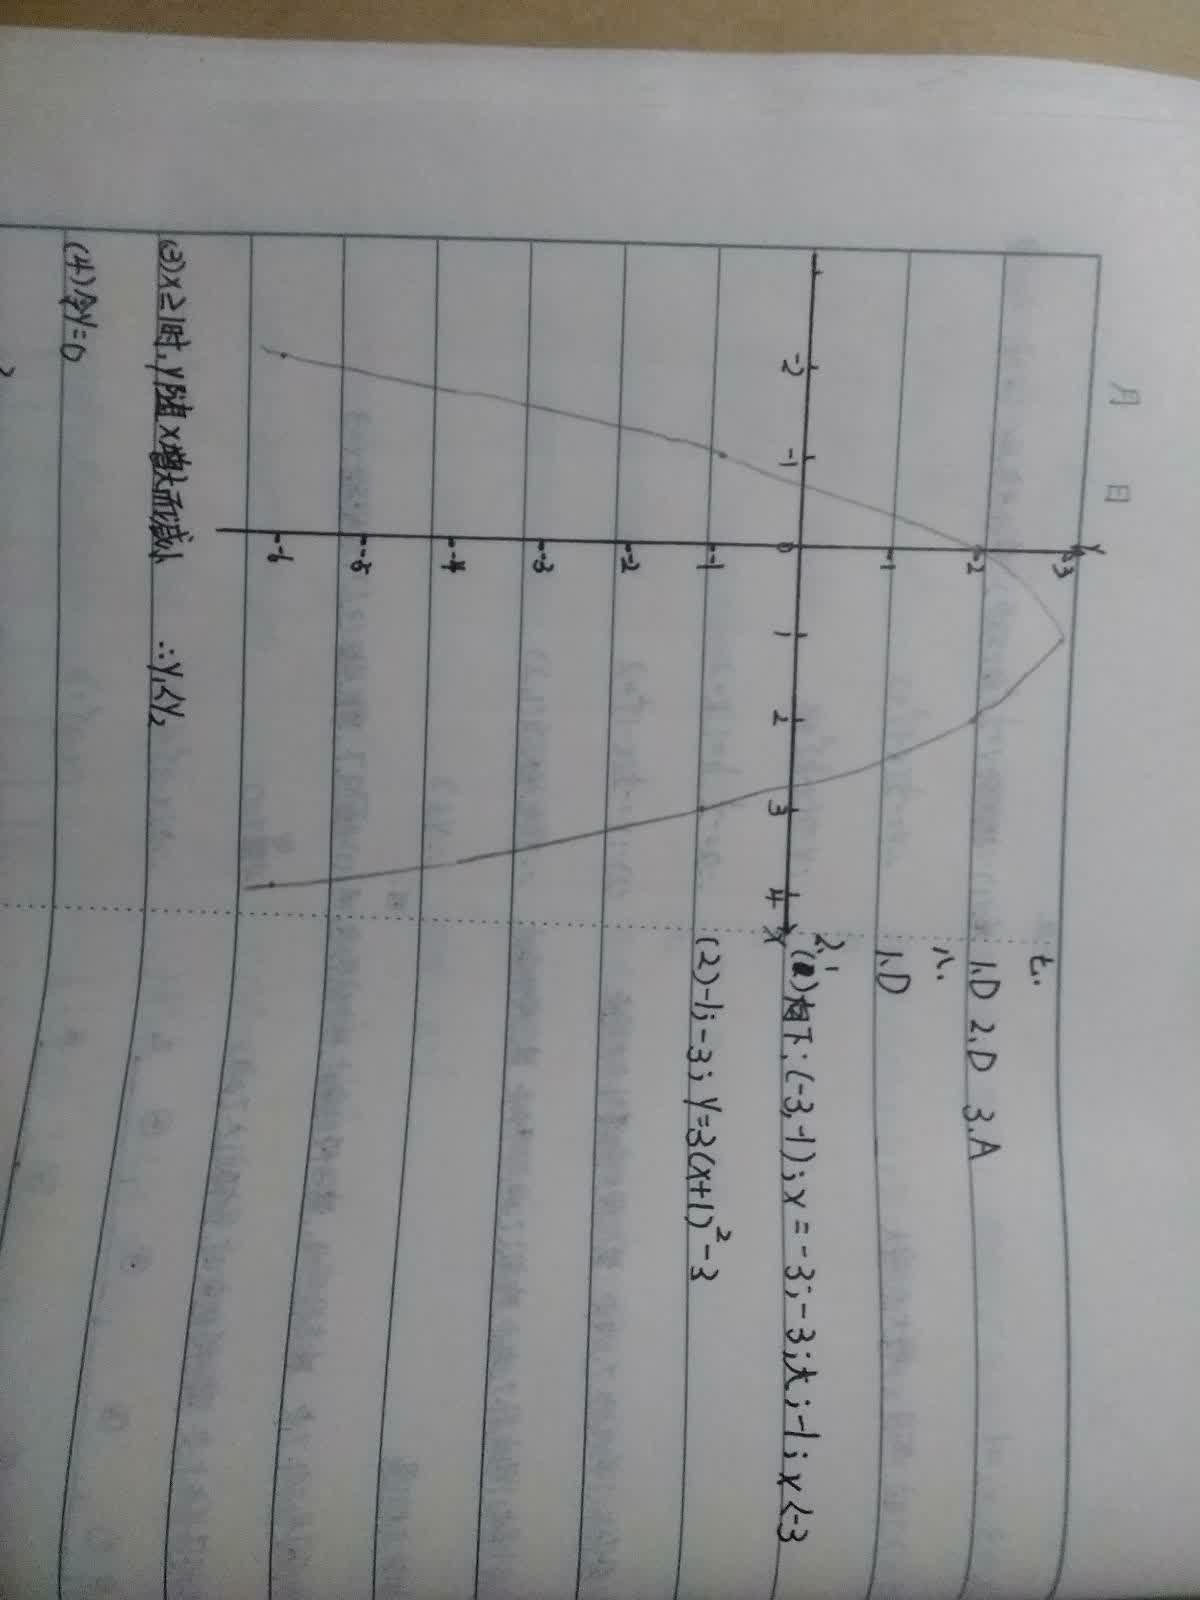 月 日
y
3
2
1
0
-1
-2
-3
-4
-5
-6
-2 -1 1 2 3 4 x
(3)x≥1时,y随x增大而减小 ∴y₁<y₂
(4)令y=0
2
七.
1.D 2.D 3.A
八.
1.D
2.(1)向下;(-3,-1);x=-3;-3;大;-1;x<-3
(2)-1;-3;y=3(x+1)²-3